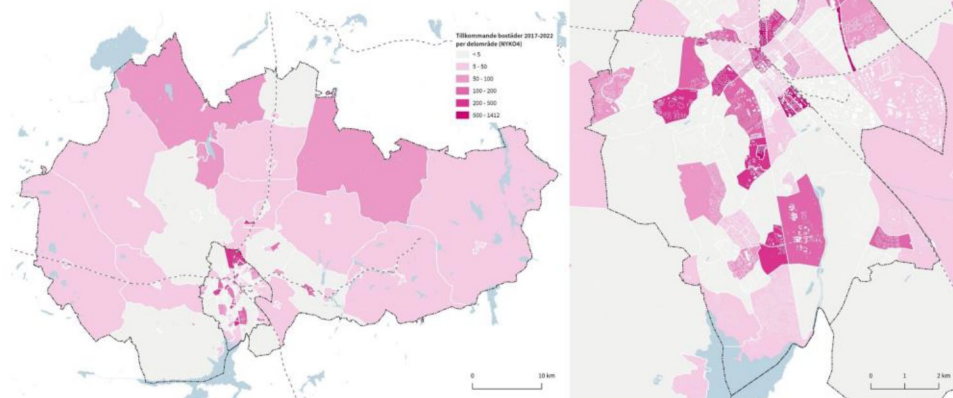 Tillkommande bostäder 2017-2022
per delområde (NYKO4)
< 5
5 - 50
50 - 100
100 - 200
200 - 500
500 - 1412
0 10 km
0 1 2 km